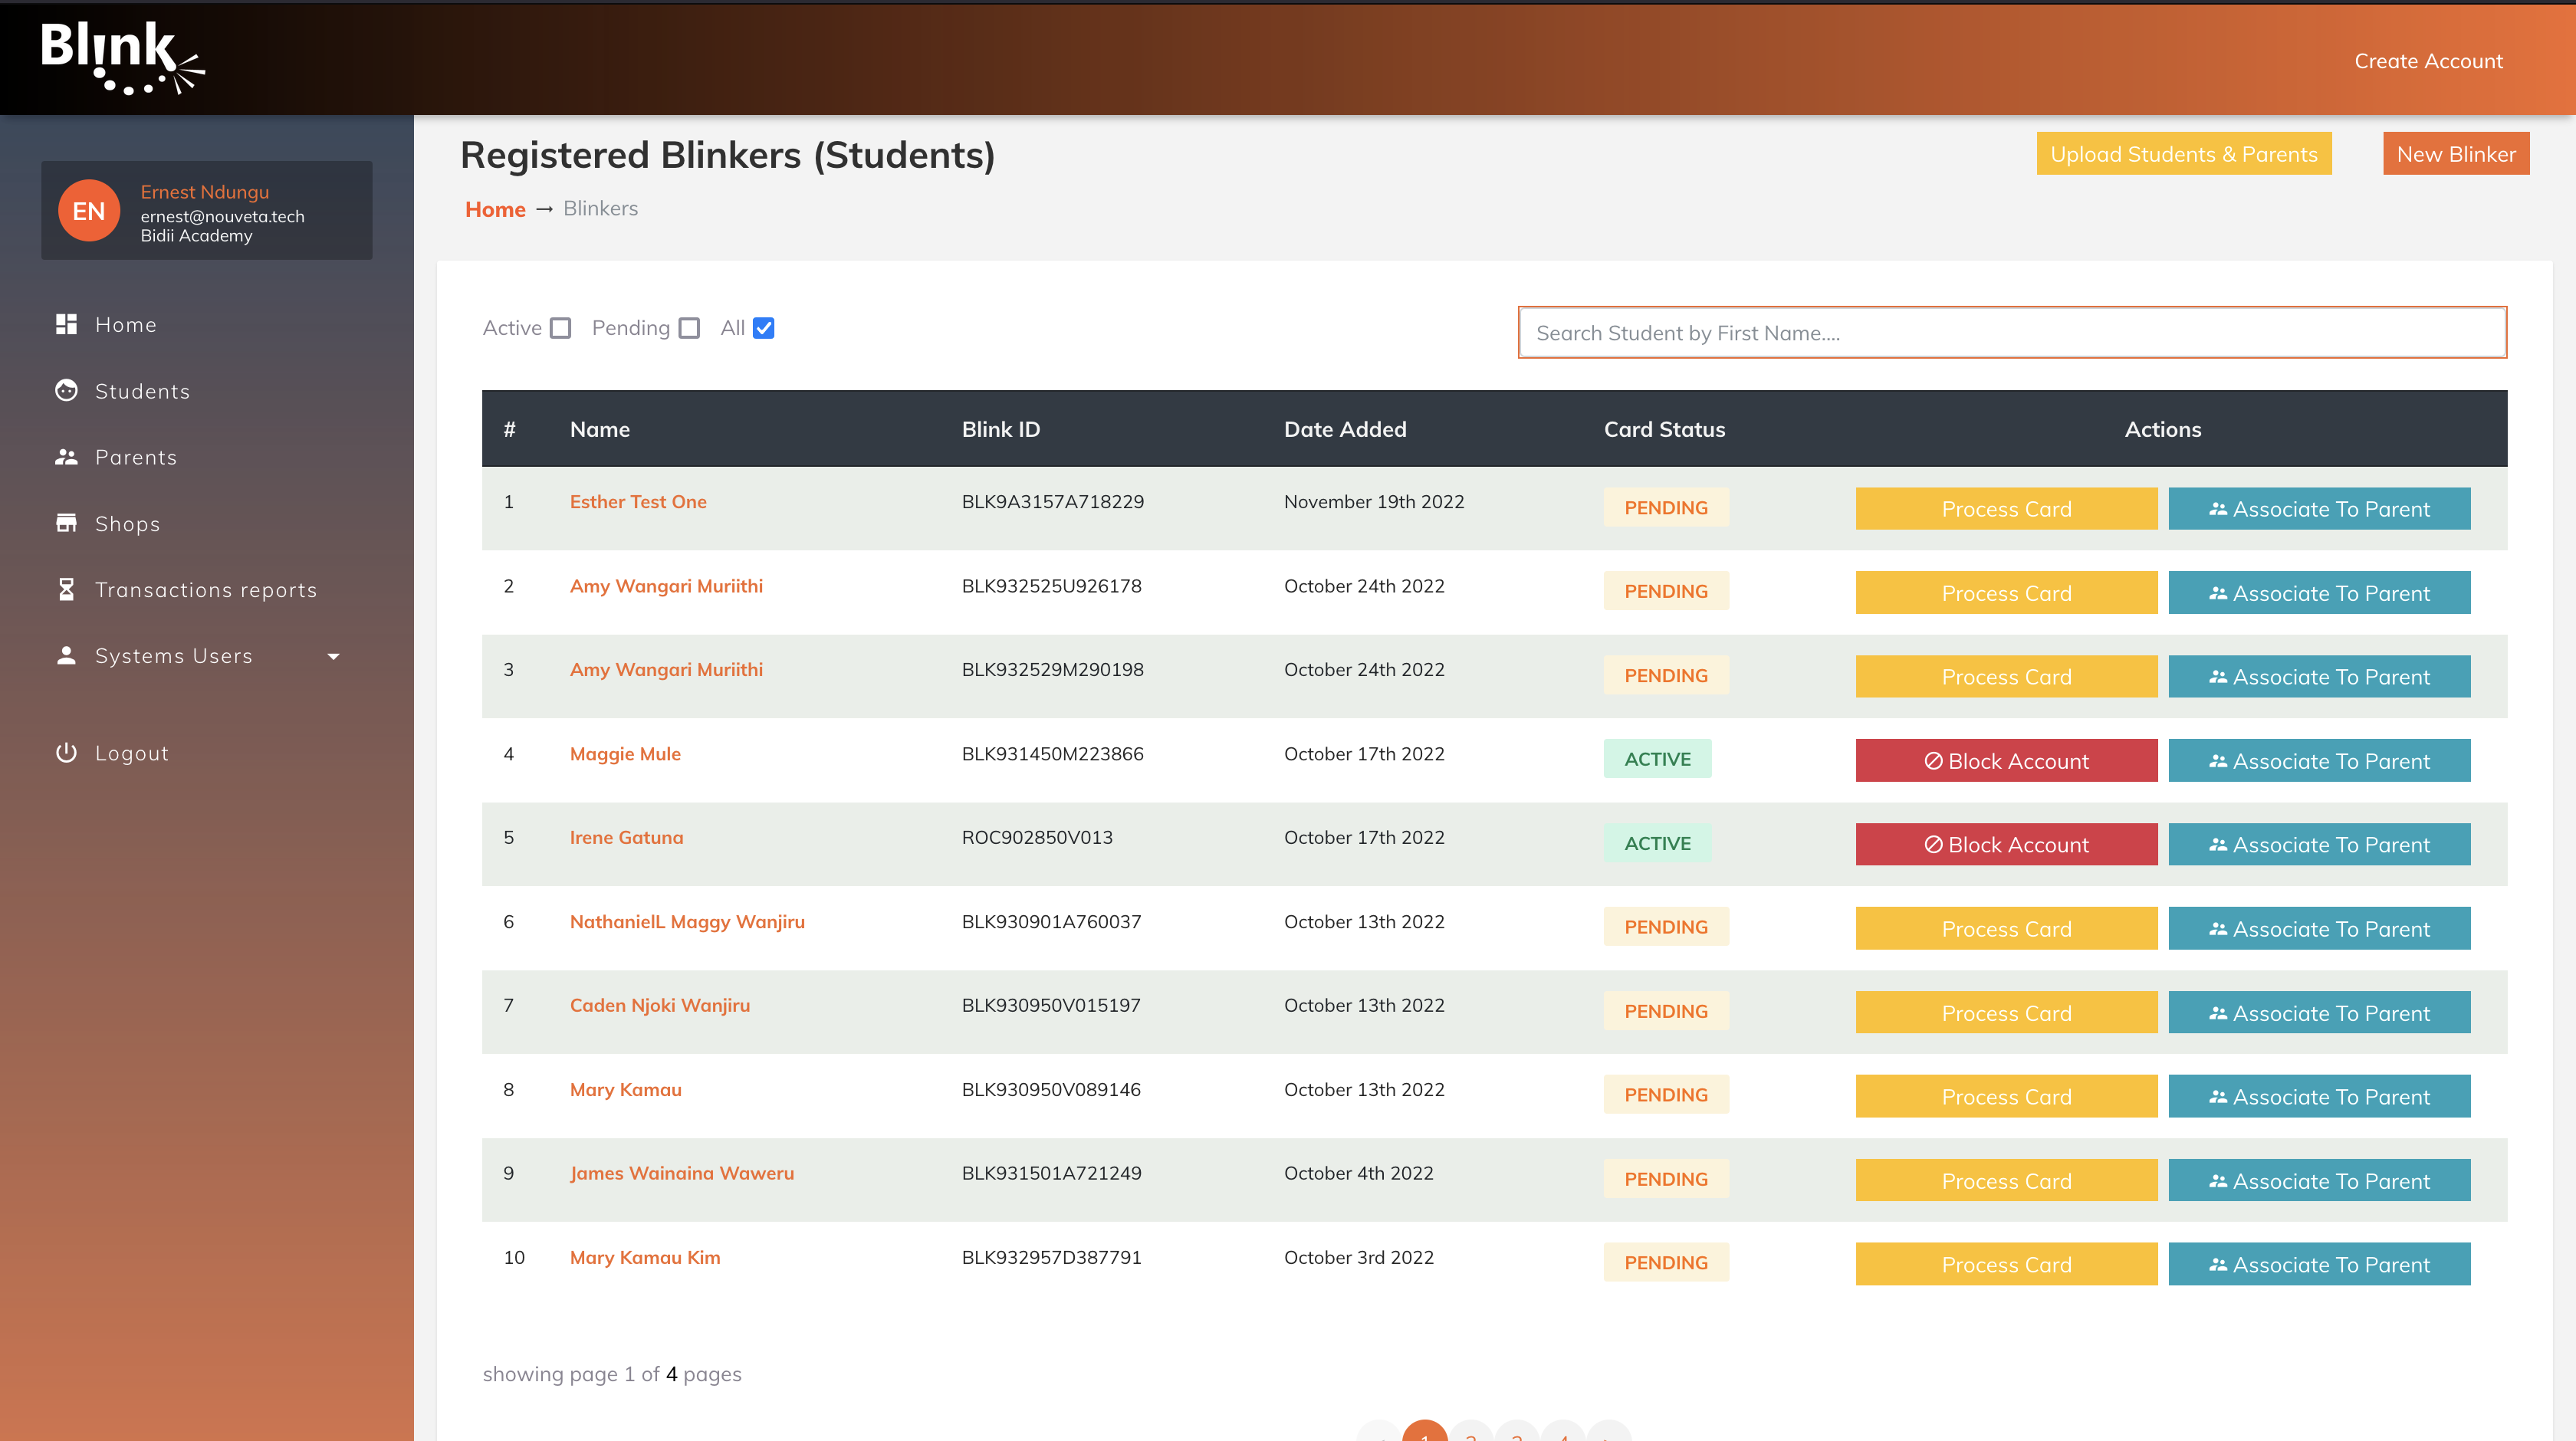 Blink
Create Account
EN
Ernest Ndungu
ernest@nouveta.tech
Bidii Academy
Home
Students
Parents
Shops
Transactions reports
Systems Users
Logout
Registered Blinkers (Students)
Upload Students & Parents
New Blinker
Home → Blinkers
Active Pending All
Search Student by First Name....
# Name Blink ID Date Added Card Status Actions
1 Esther Test One BLK9A3157A718229 November 19th 2022 PENDING Process Card Associate To Parent
2 Amy Wangari Muriithi BLK932525U926178 October 24th 2022 PENDING Process Card Associate To Parent
3 Amy Wangari Muriithi BLK932529M290198 October 24th 2022 PENDING Process Card Associate To Parent
4 Maggie Mule BLK931450M223866 October 17th 2022 ACTIVE Block Account Associate To Parent
5 Irene Gatuna ROC902850V013 October 17th 2022 ACTIVE Block Account Associate To Parent
6 NathanielL Maggy Wanjiru BLK930901A760037 October 13th 2022 PENDING Process Card Associate To Parent
7 Caden Njoki Wanjiru BLK930950V015197 October 13th 2022 PENDING Process Card Associate To Parent
8 Mary Kamau BLK930950V089146 October 13th 2022 PENDING Process Card Associate To Parent
9 James Wainaina Waweru BLK931501A721249 October 4th 2022 PENDING Process Card Associate To Parent
10 Mary Kamau Kim BLK932957D387791 October 3rd 2022 PENDING Process Card Associate To Parent
showing page 1 of 4 pages
1 2 3 4